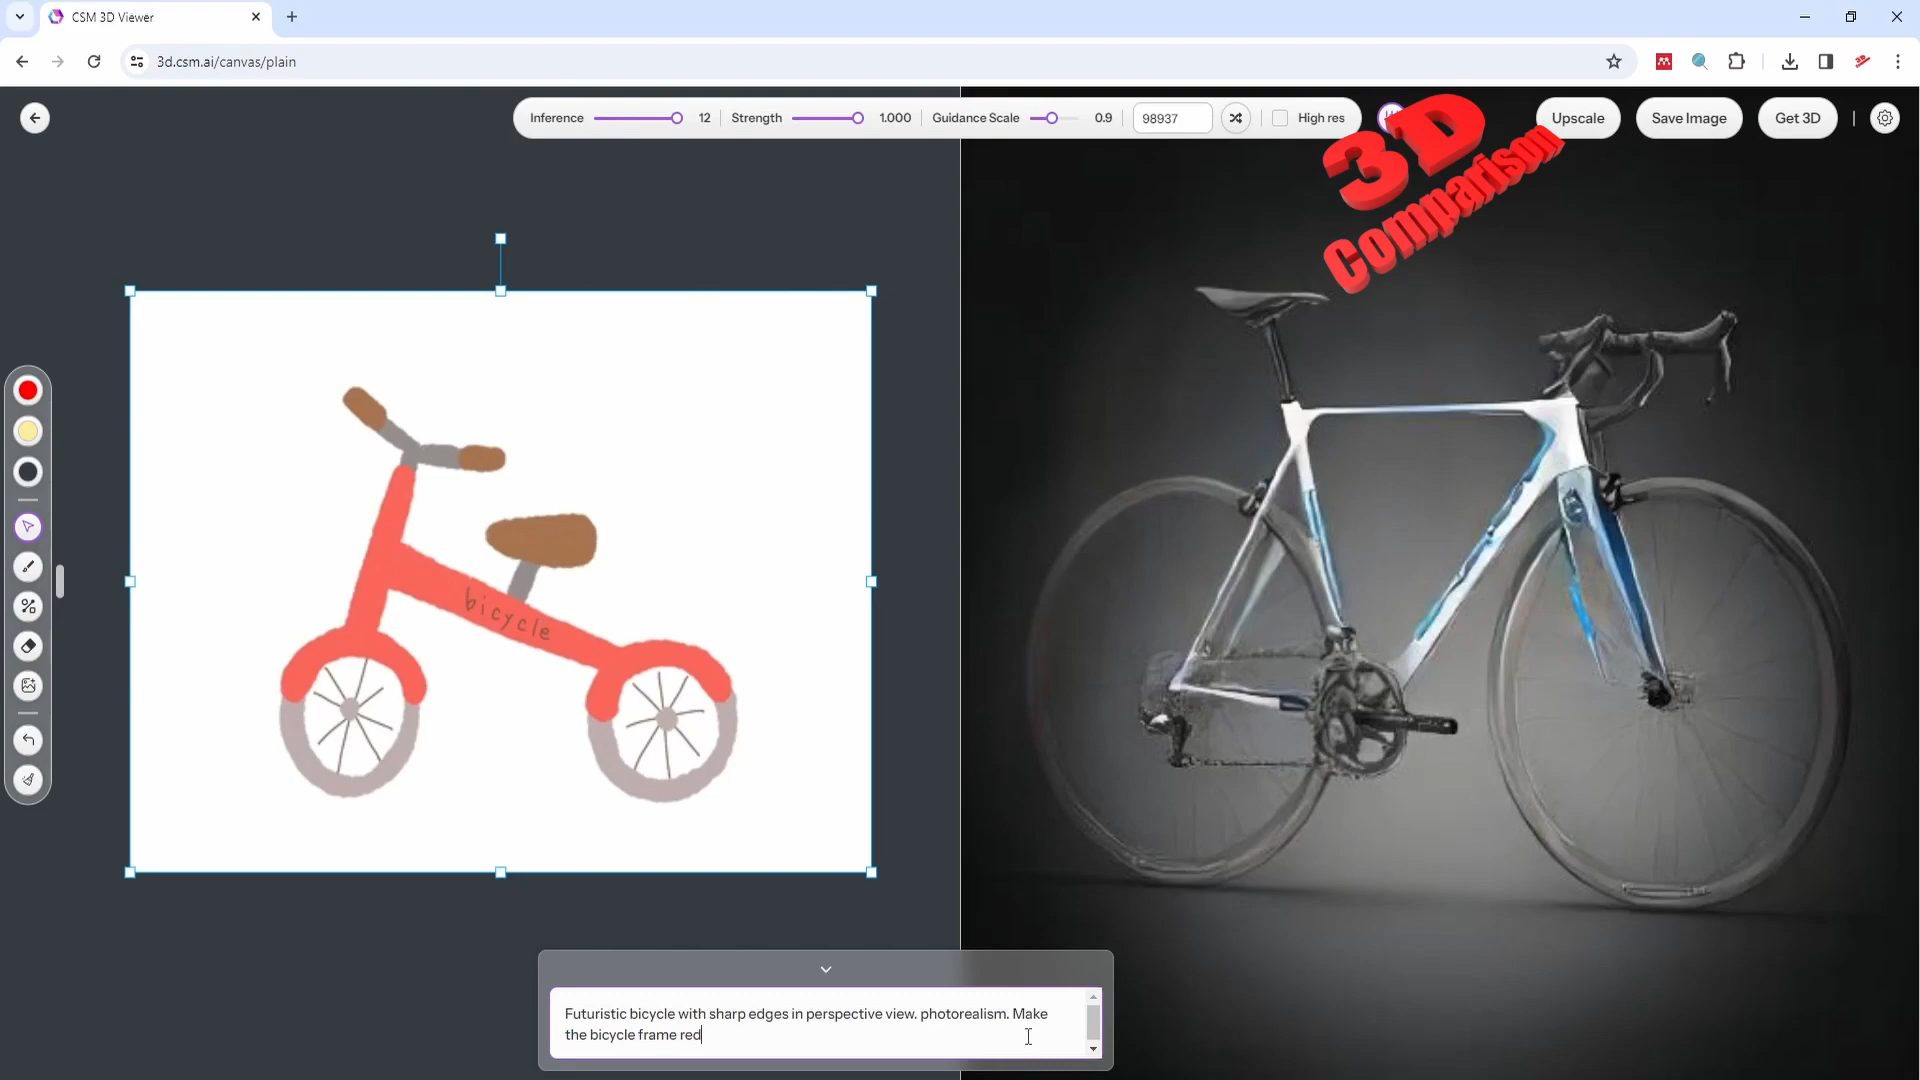 CSM 3D Viewer
3d.csm.ai/canvas/plain
Inference 12 Strength 1.000 Guidance Scale 0.9 98937 High res
Upscale
Save Image
Get 3D
3D
Comparison
bicycle
Futuristic bicycle with sharp edges in perspective view. photorealism. Make
the bicycle frame red